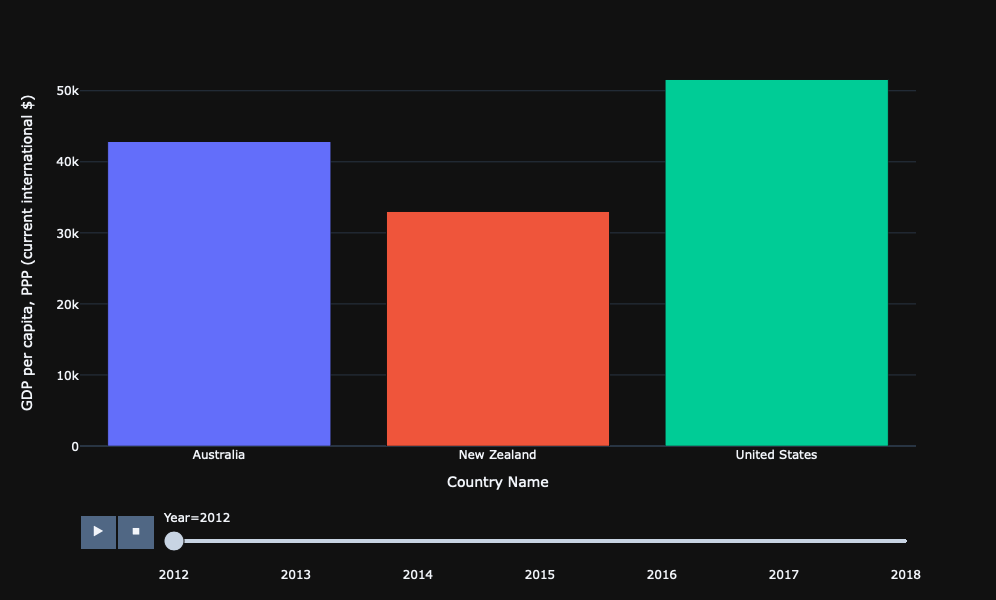 GDP per capita, PPP (current international $)
50k
40k
30k
20k
10k
0
Australia
New Zealand
United States
Country Name
Year=2012
2012
2013
2014
2015
2016
2017
2018